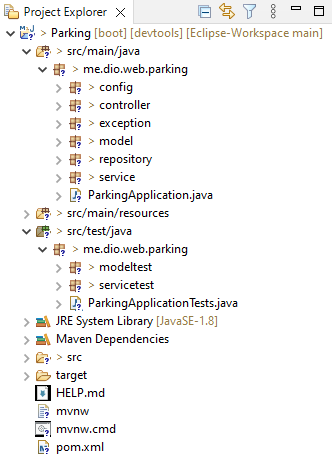 Project Explorer
> Parking [boot] [devtools] [Eclipse-Workspace main]
> src/main/java
> me.dio.web.parking
> config
> controller
> exception
> model
> repository
> service
> ParkingApplication.java
> src/main/resources
> src/test/java
> me.dio.web.parking
> modeltest
> servicetest
ParkingApplicationTests.java
JRE System Library [JavaSE-1.8]
Maven Dependencies
> src
target
HELP.md
mvnw
mvnw.cmd
pom.xml